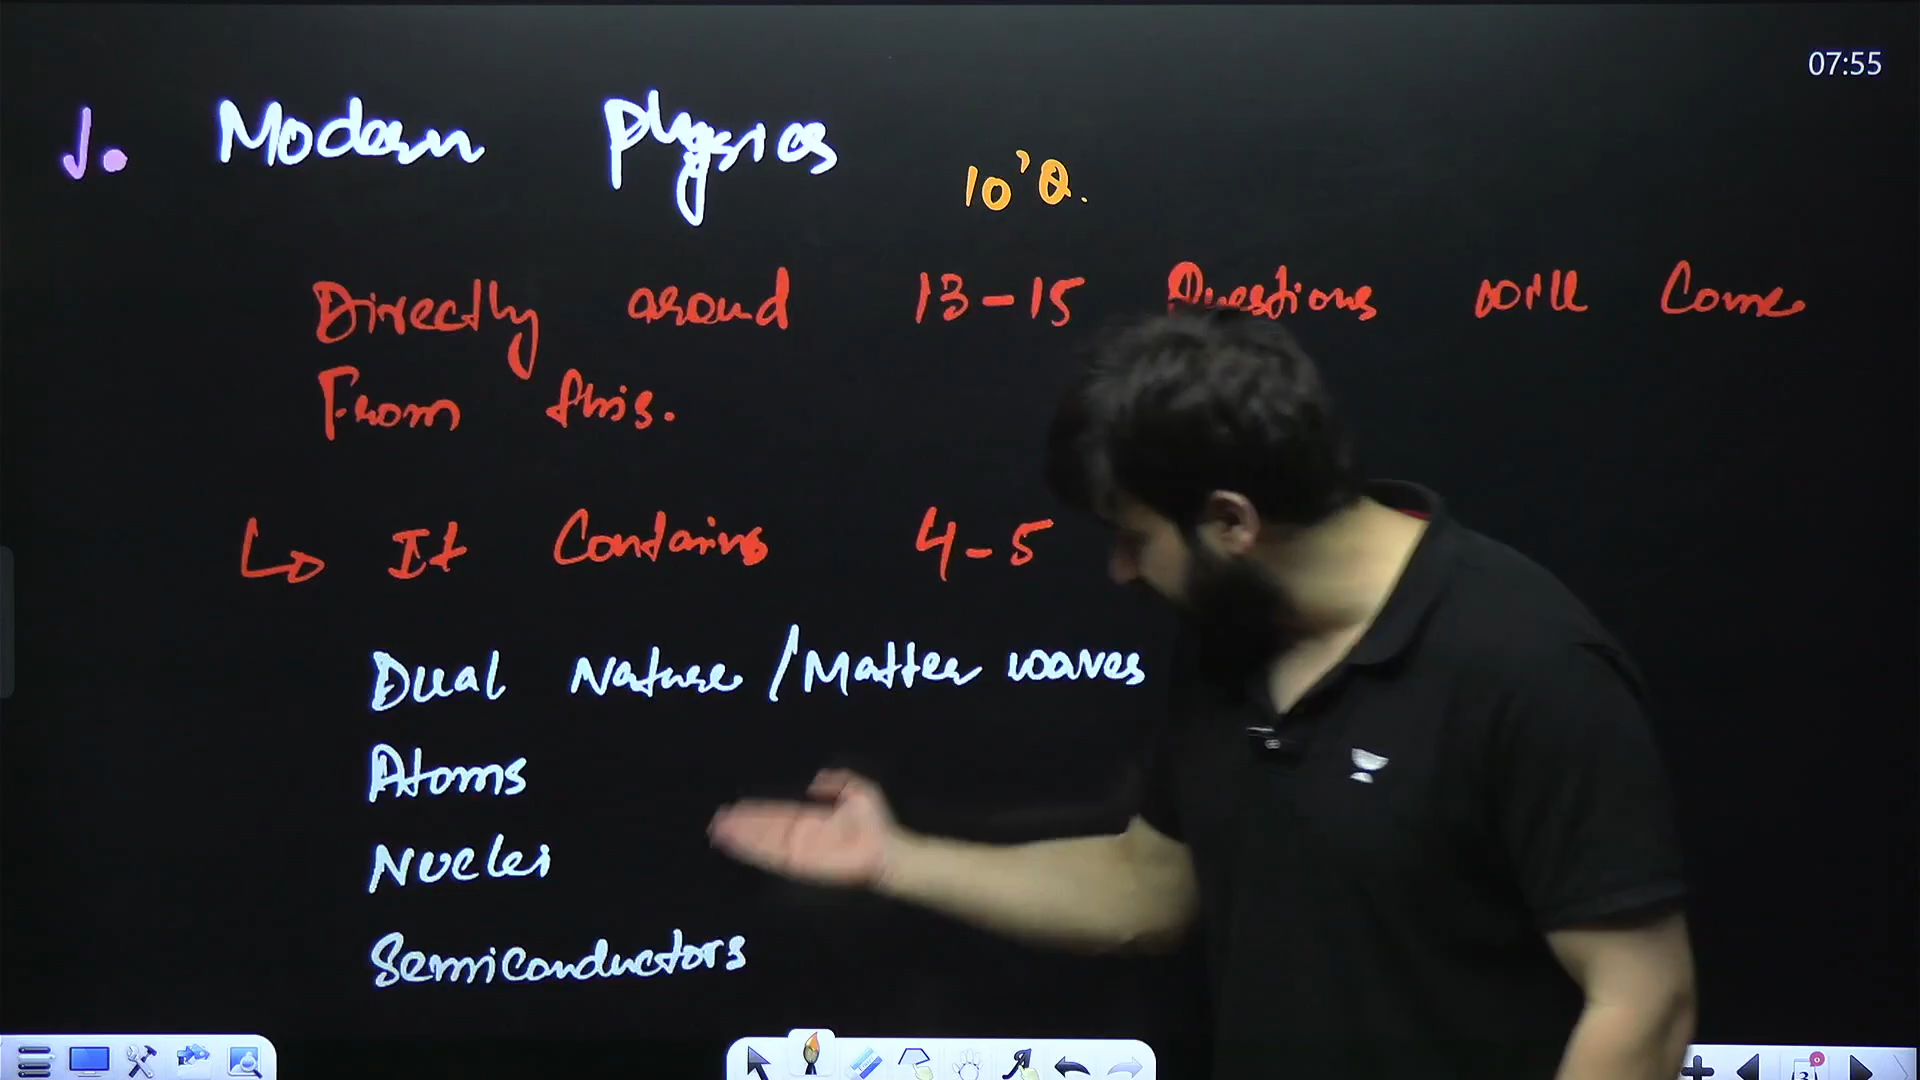 07:55
1. Modern Physics
10' Q.
Directly around 13-15 Questions will Come
From this.
↳ It Contains 4-5
Dual Nature / Matter waves
Atoms
Nuclei
Semiconductors